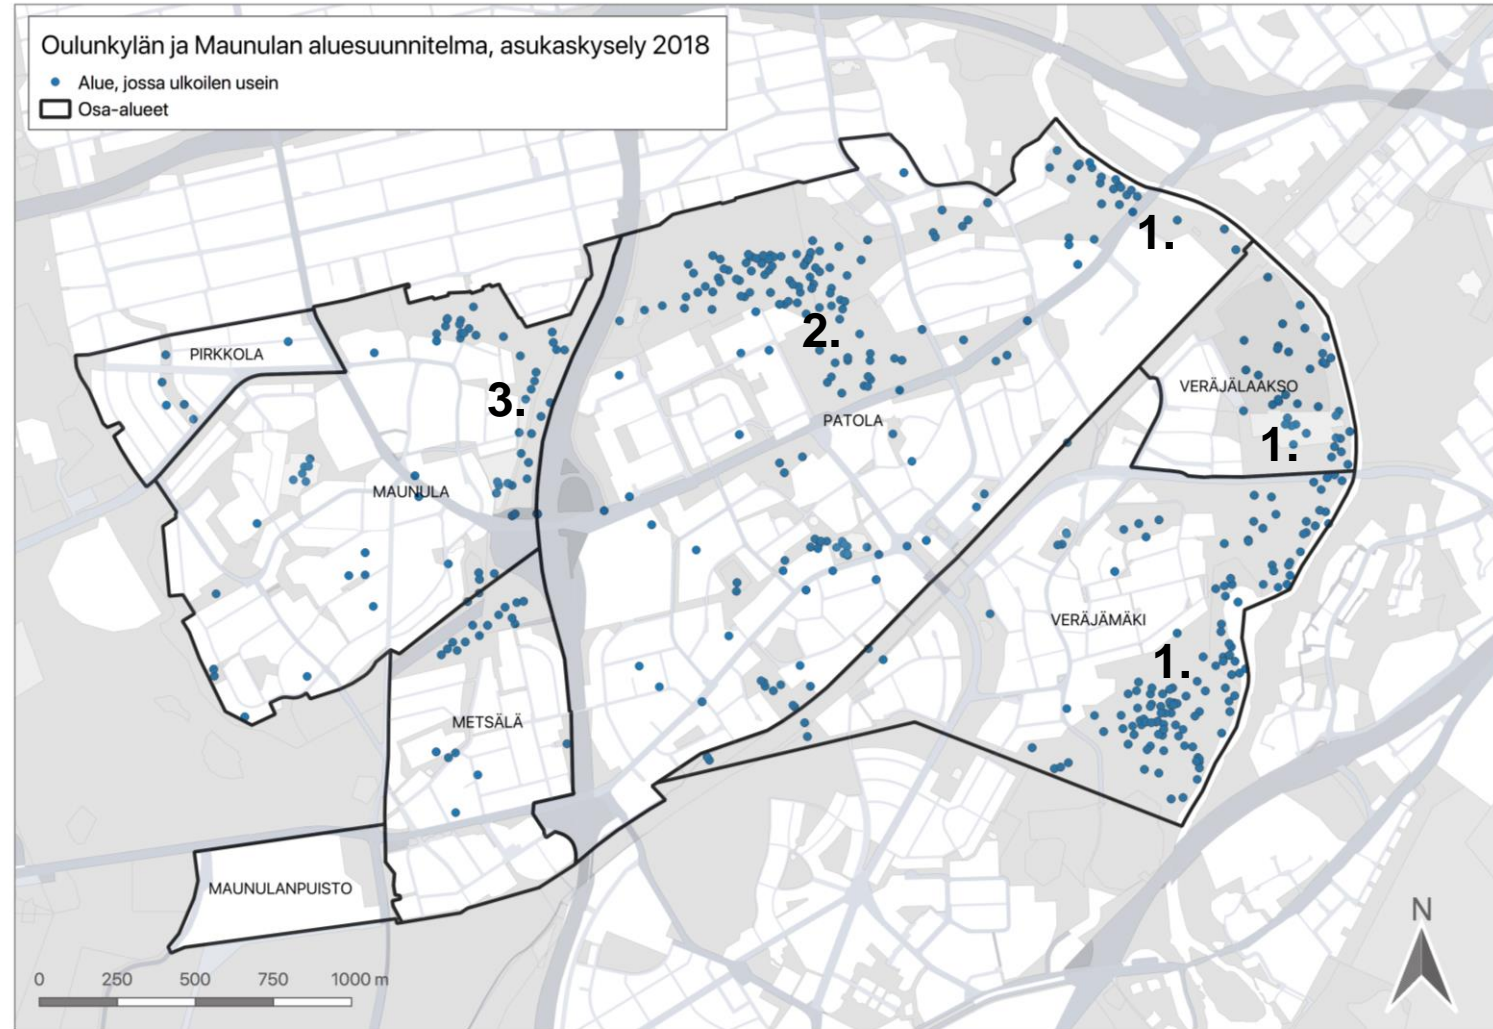 Oulunkylän ja Maunulan aluesuunnitelma, asukaskysely 2018
Alue, jossa ulkoilen usein
Osa-alueet
1.
2.
PIRKKOLA
3.
VERÄJÄLAAKSO
PATOLA
1.
MAUNULA
VERÄJÄMÄKI
1.
METSÄLÄ
MAUNULANPUISTO
N
0 250 500 750 1000 m